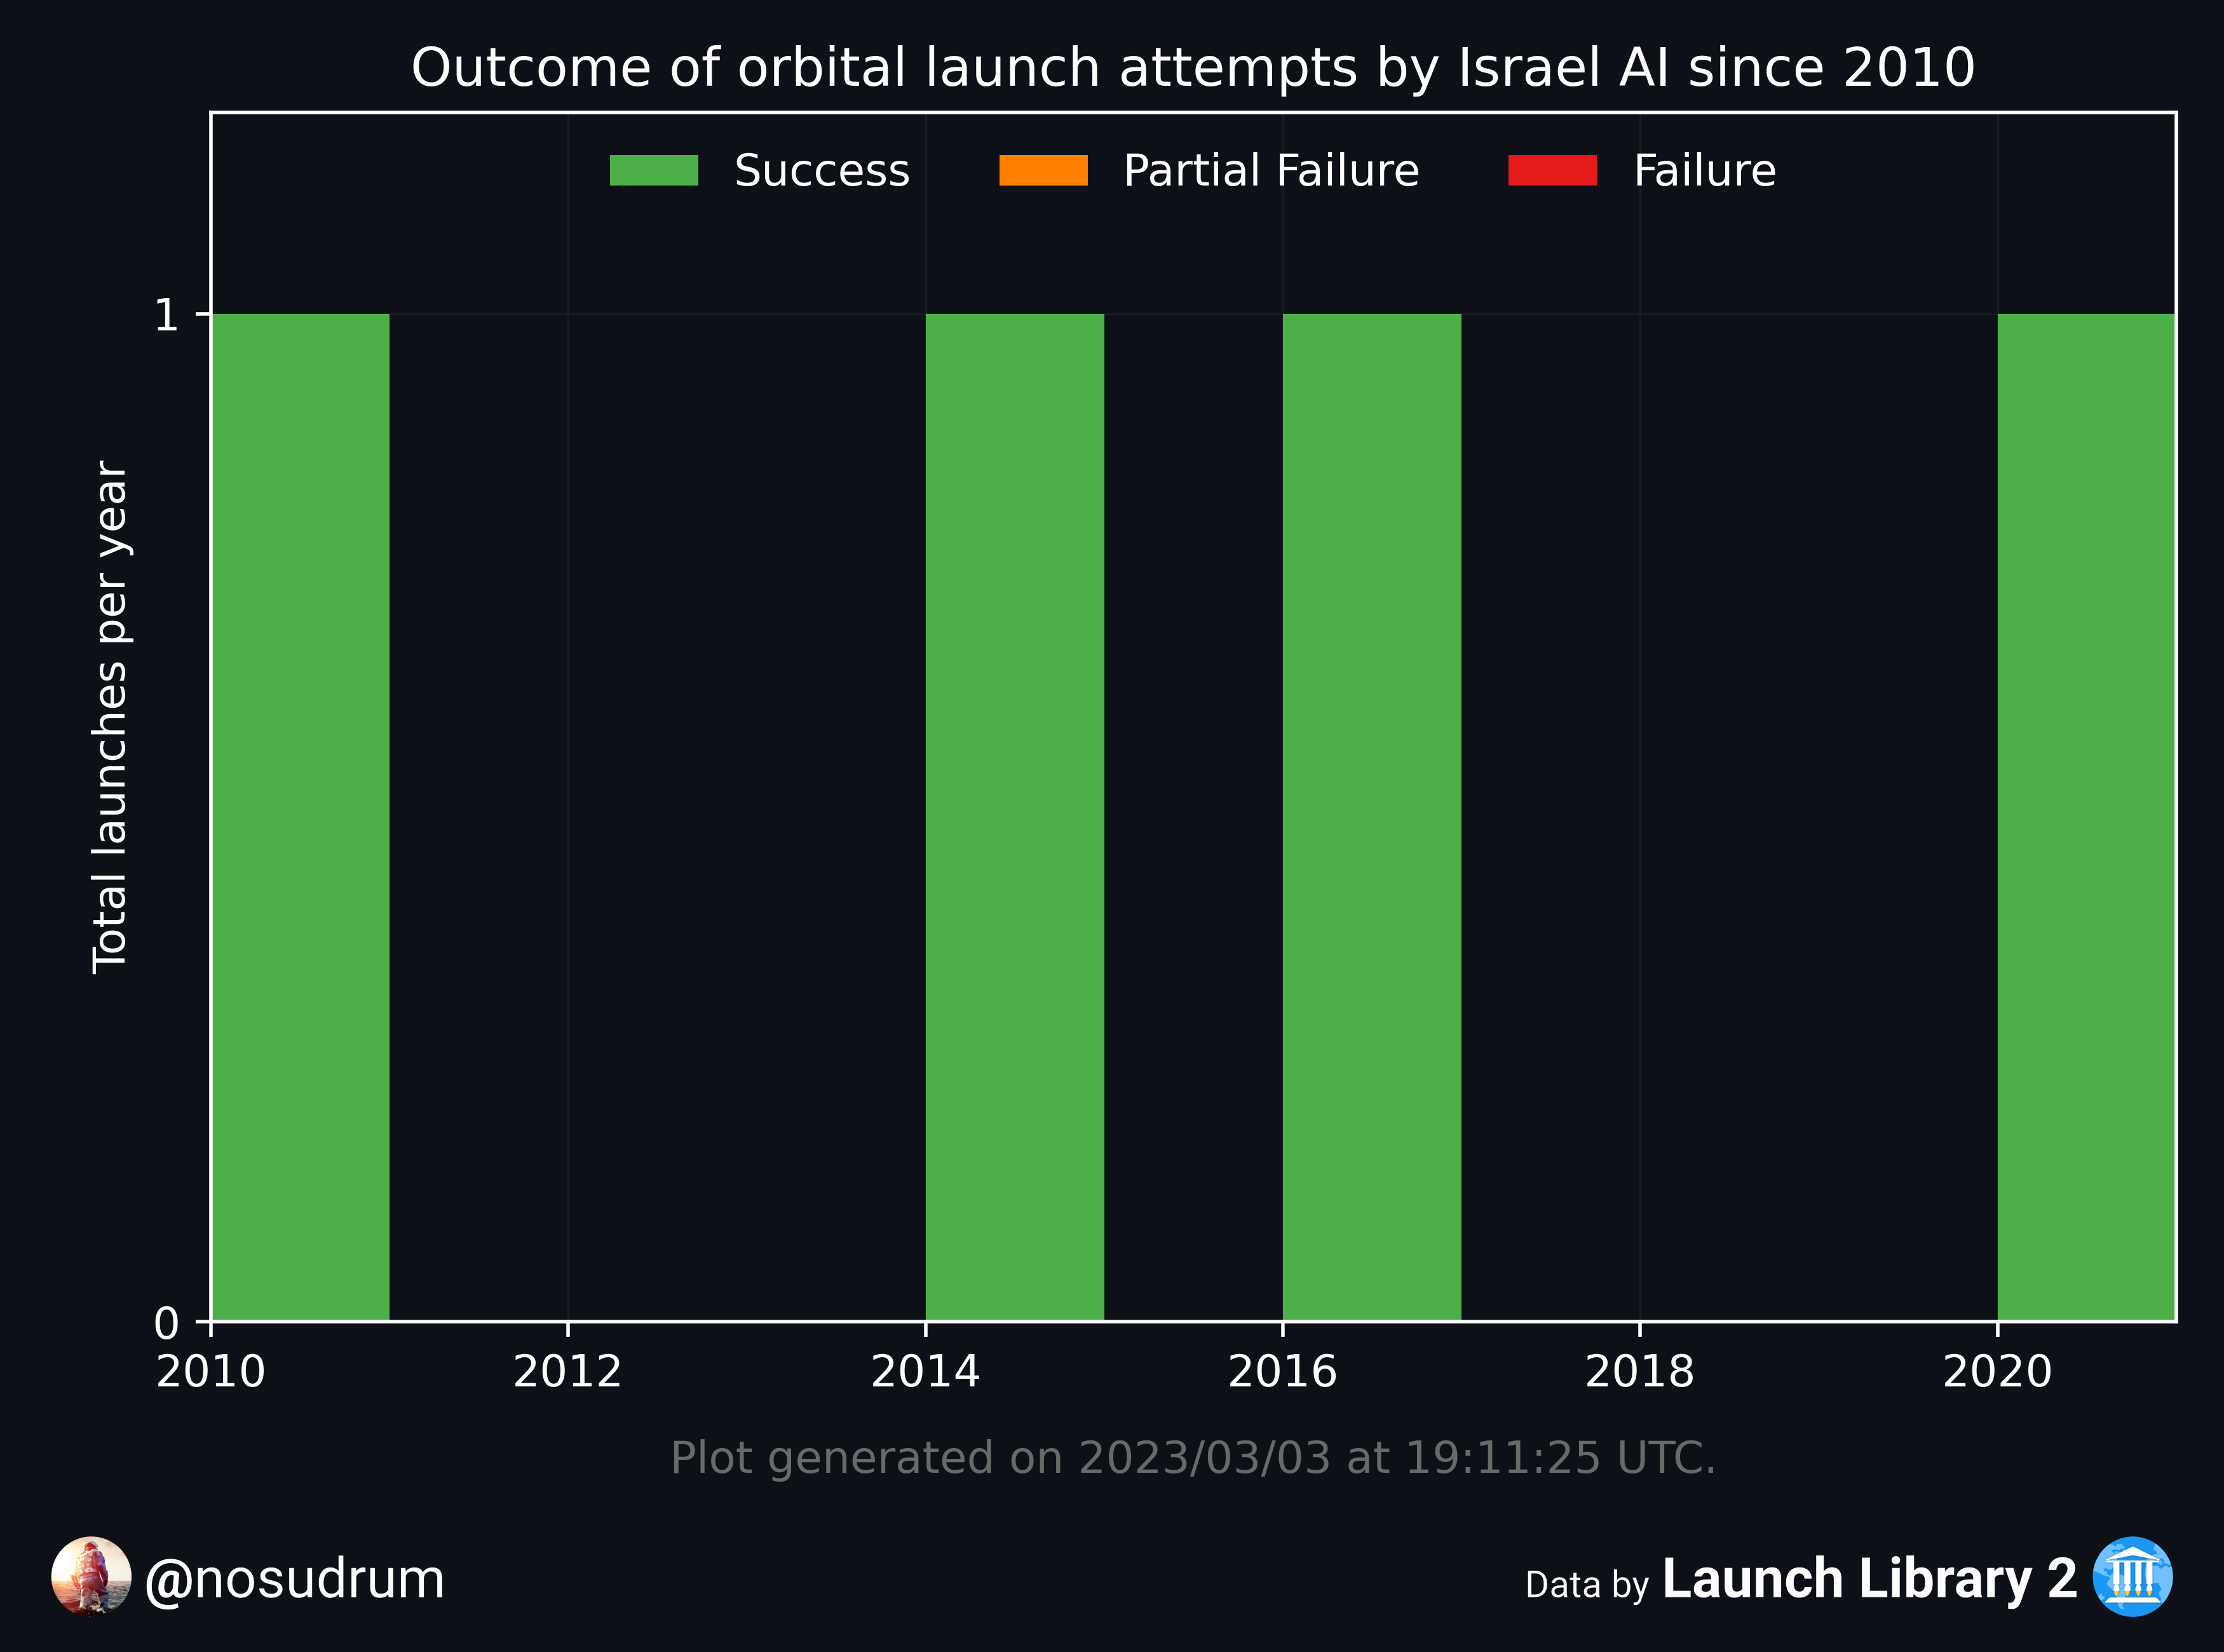 Outcome of orbital launch attempts by Israel AI since 2010
Success Partial Failure Failure
Total launches per year
1
0
2010 2012 2014 2016 2018 2020
Plot generated on 2023/03/03 at 19:11:25 UTC.
@nosudrum
Data by Launch Library 2